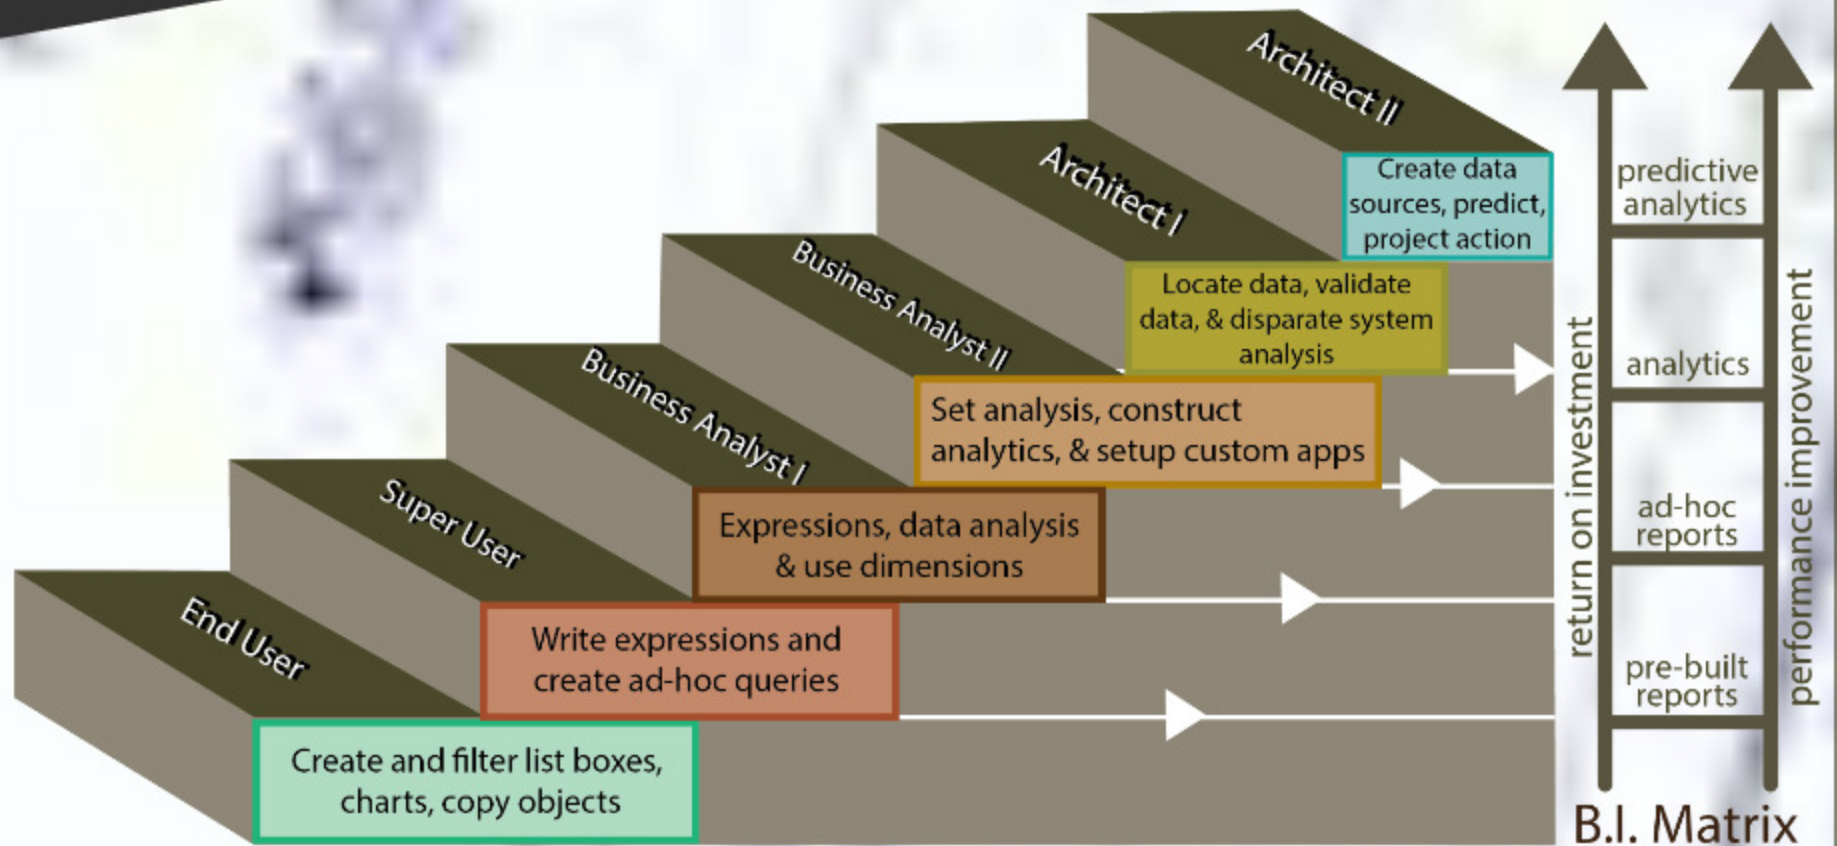 Architect II
Create data
sources, predict,
project action
Architect I
Locate data, validate
data, & disparate system
analysis
Business Analyst II
Set analysis, construct
analytics, & setup custom apps
Business Analyst I
Expressions, data analysis
& use dimensions
Super User
Write expressions and
create ad-hoc queries
End User
Create and filter list boxes,
charts, copy objects
return on investment
predictive
analytics
analytics
ad-hoc
reports
pre-built
reports
performance improvement
B.I. Matrix